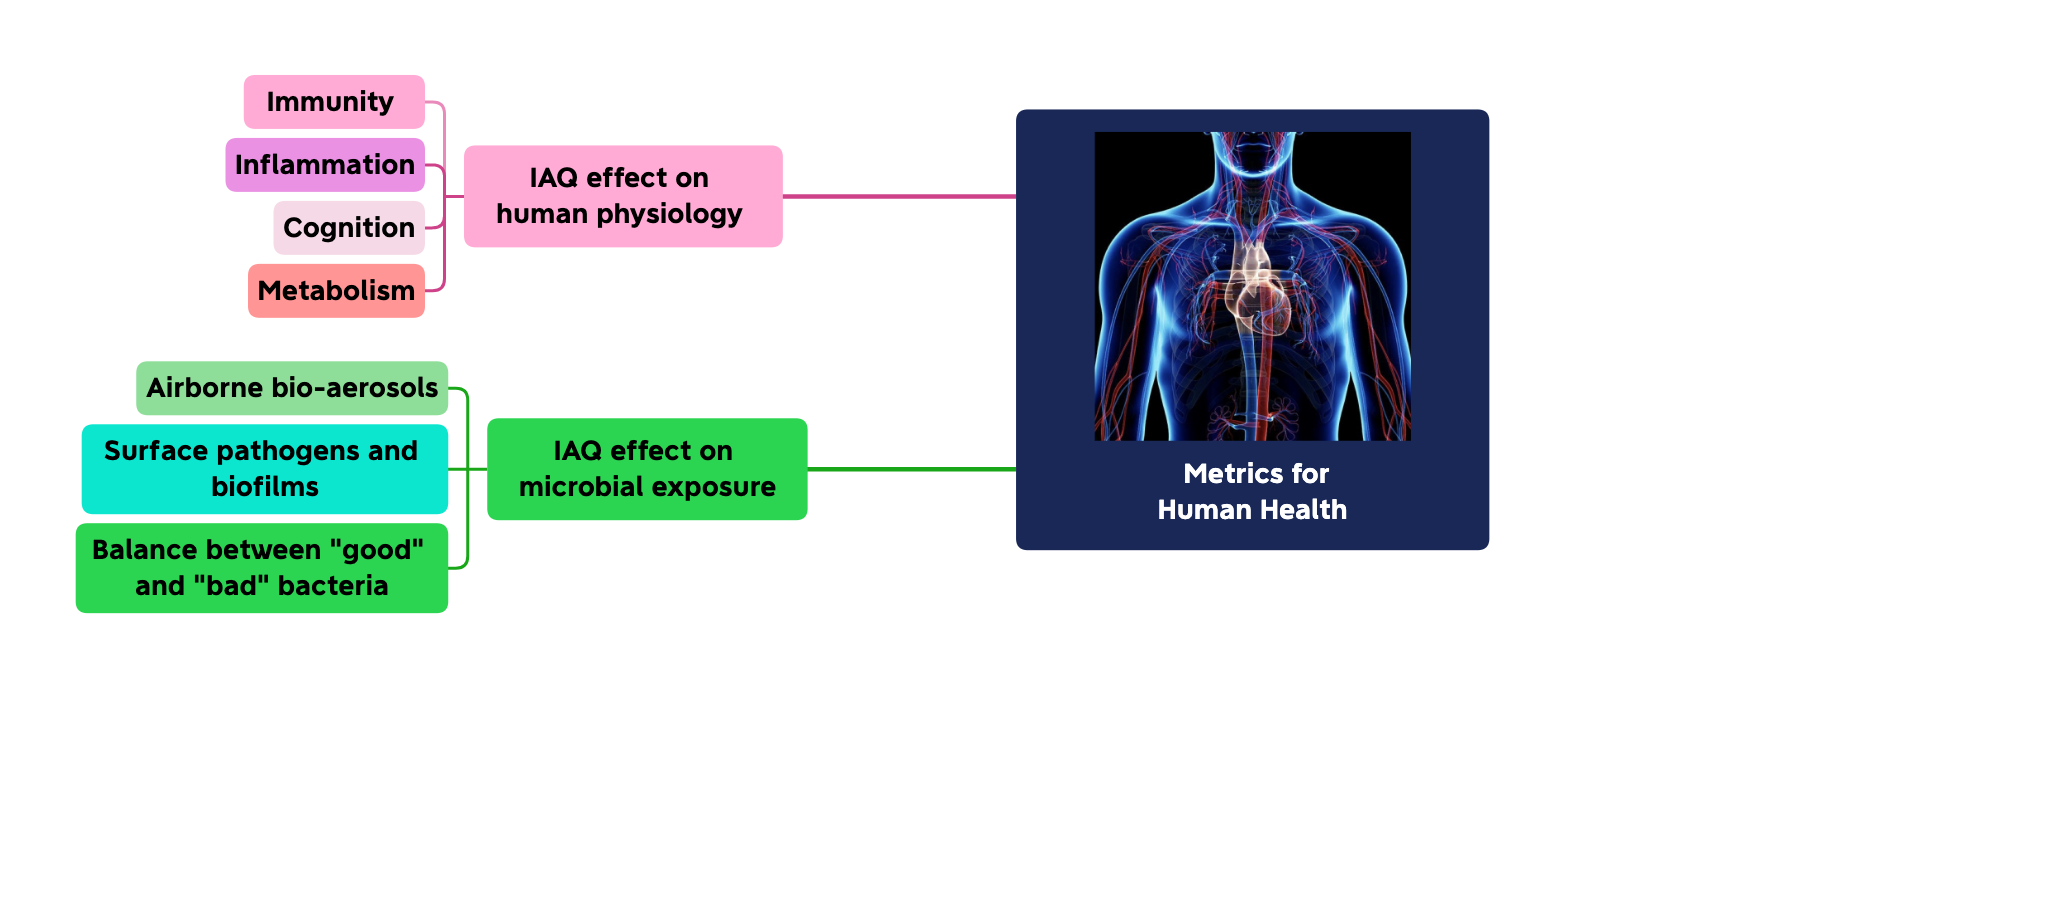 Immunity
Inflammation
Cognition
Metabolism
IAQ effect on
human physiology
Airborne bio-aerosols
Surface pathogens and
biofilms
Balance between "good"
and "bad" bacteria
IAQ effect on
microbial exposure
Metrics for
Human Health